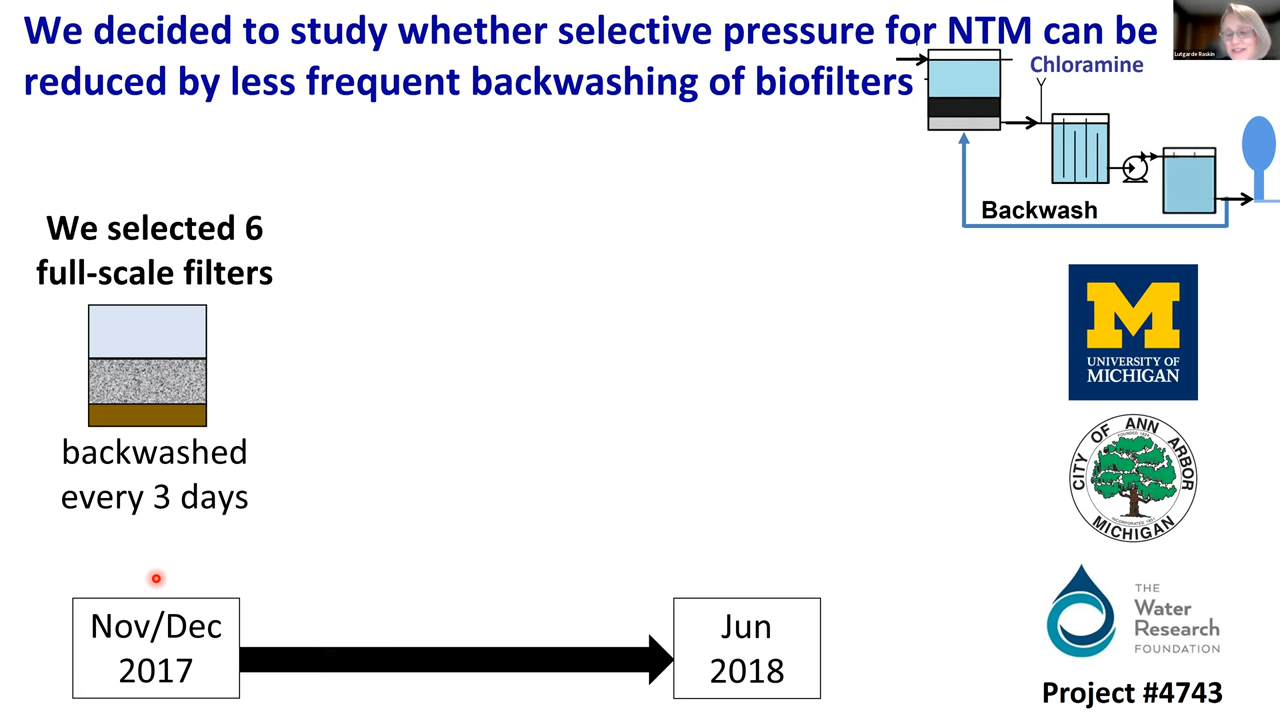 We decided to study whether selective pressure for NTM can be
reduced by less frequent backwashing of biofilters
Lutgarde Raskin
Chloramine
Backwash
We selected 6
full-scale filters
backwashed
every 3 days
Nov/Dec
2017
Jun
2018
M
UNIVERSITY OF
MICHIGAN
CITY OF ANN ARBOR
MICHIGAN
THE
Water
Research
FOUNDATION
Project #4743